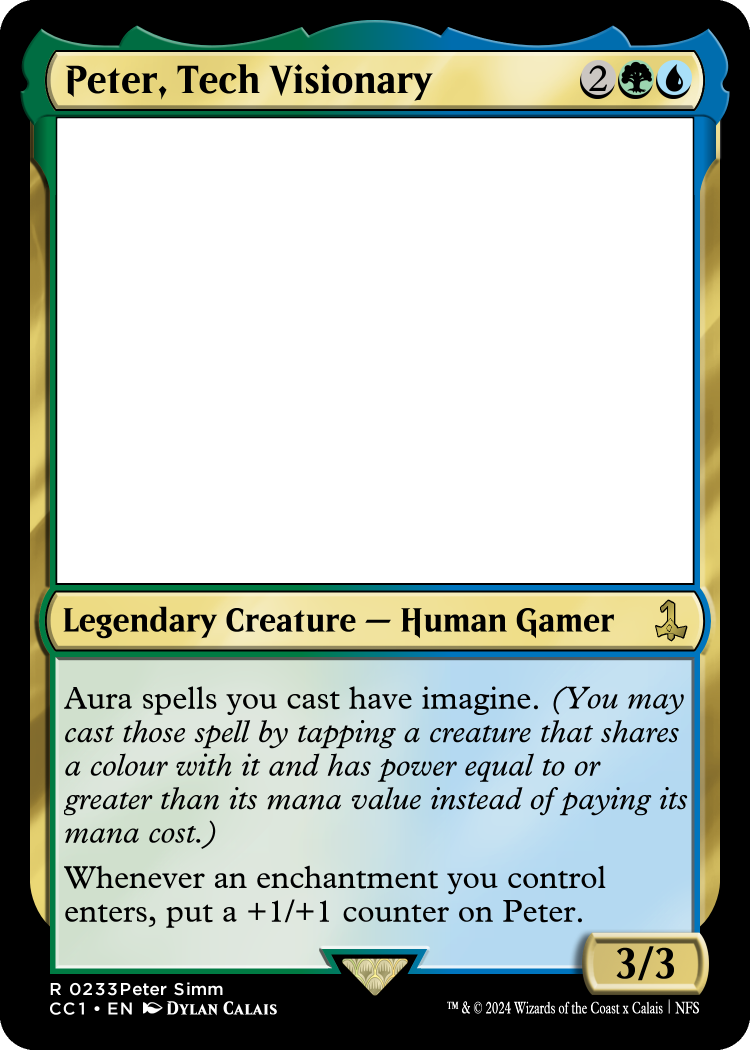 Peter, Tech Visionary 2
Legendary Creature — Human Gamer 1
Aura spells you cast have imagine. (You may
cast those spell by tapping a creature that shares
a colour with it and has power equal to or
greater than its mana value instead of paying its
mana cost.)
Whenever an enchantment you control
enters, put a +1/+1 counter on Peter.
3/3
R 0233Peter Simm
CC1 • EN Dylan Calais
™ & © 2024 Wizards of the Coast x Calais | NFS